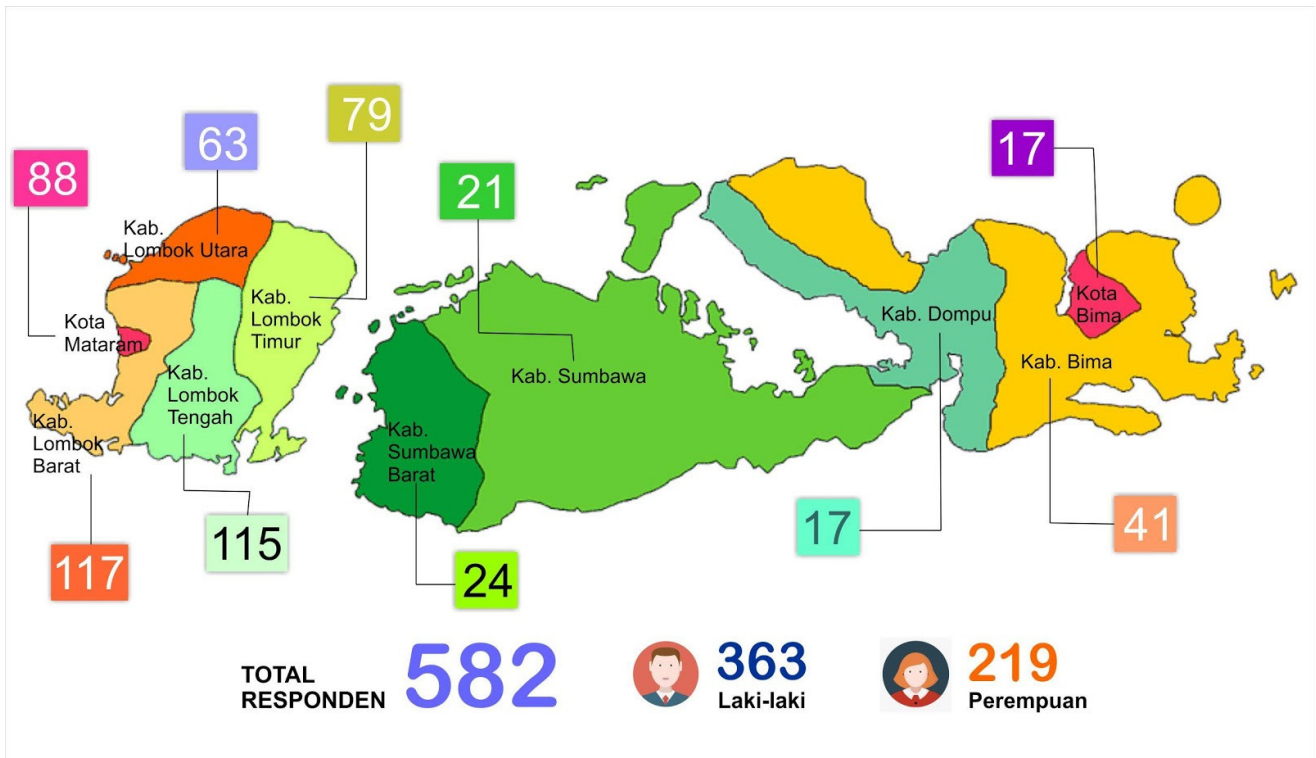 79
63
17
88
21
Kab.
Lombok Utara
Kab.
Lombok
Timur
Kota
Mataram
Kab.
Lombok
Tengah
Kab.
Lombok
Barat
Kab. Sumbawa
Kab.
Sumbawa
Barat
Kab. Dompu
Kota
Bima
Kab. Bima
117
115
24
17
41
TOTAL
RESPONDEN
582
363
Laki-laki
219
Perempuan